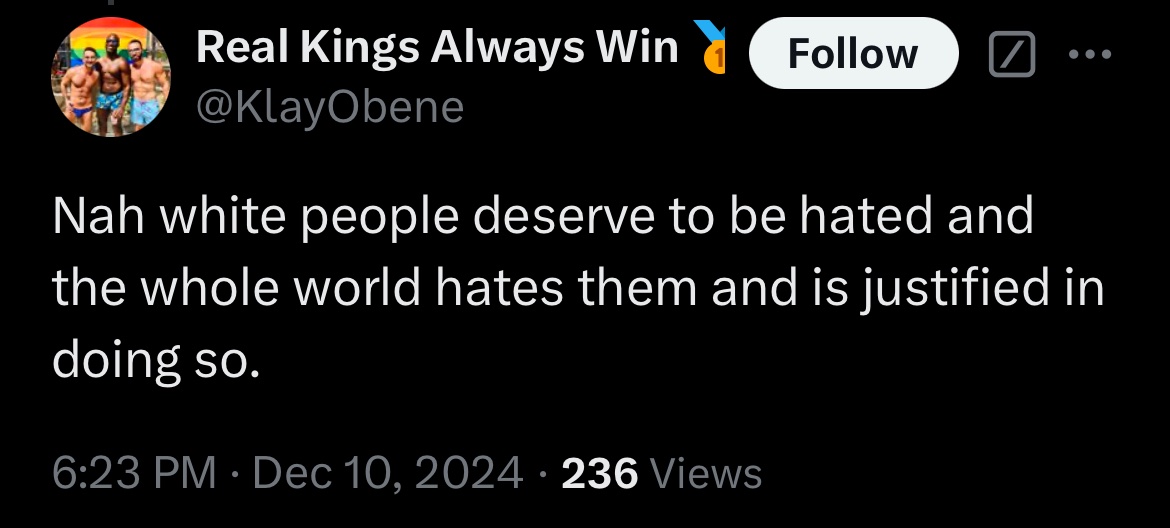 Real Kings Always Win 🥇
Follow
@KlayObene
Nah white people deserve to be hated and
the whole world hates them and is justified in
doing so.
6:23 PM · Dec 10, 2024 · 236 Views